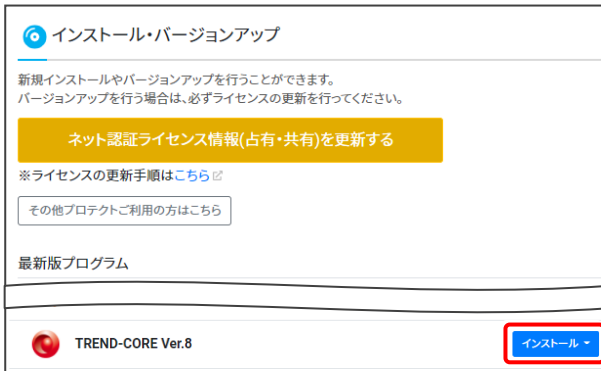 インストール・バージョンアップ
新規インストールやバージョンアップを行うことができます。
バージョンアップを行う場合は、必ずライセンスの更新を行ってください。
ネット認証ライセンス情報(占有・共有)を更新する
※ライセンスの更新手順はこちら
その他プロテクトご利用の方はこちら
最新版プログラム
TREND-CORE Ver.8
インストール